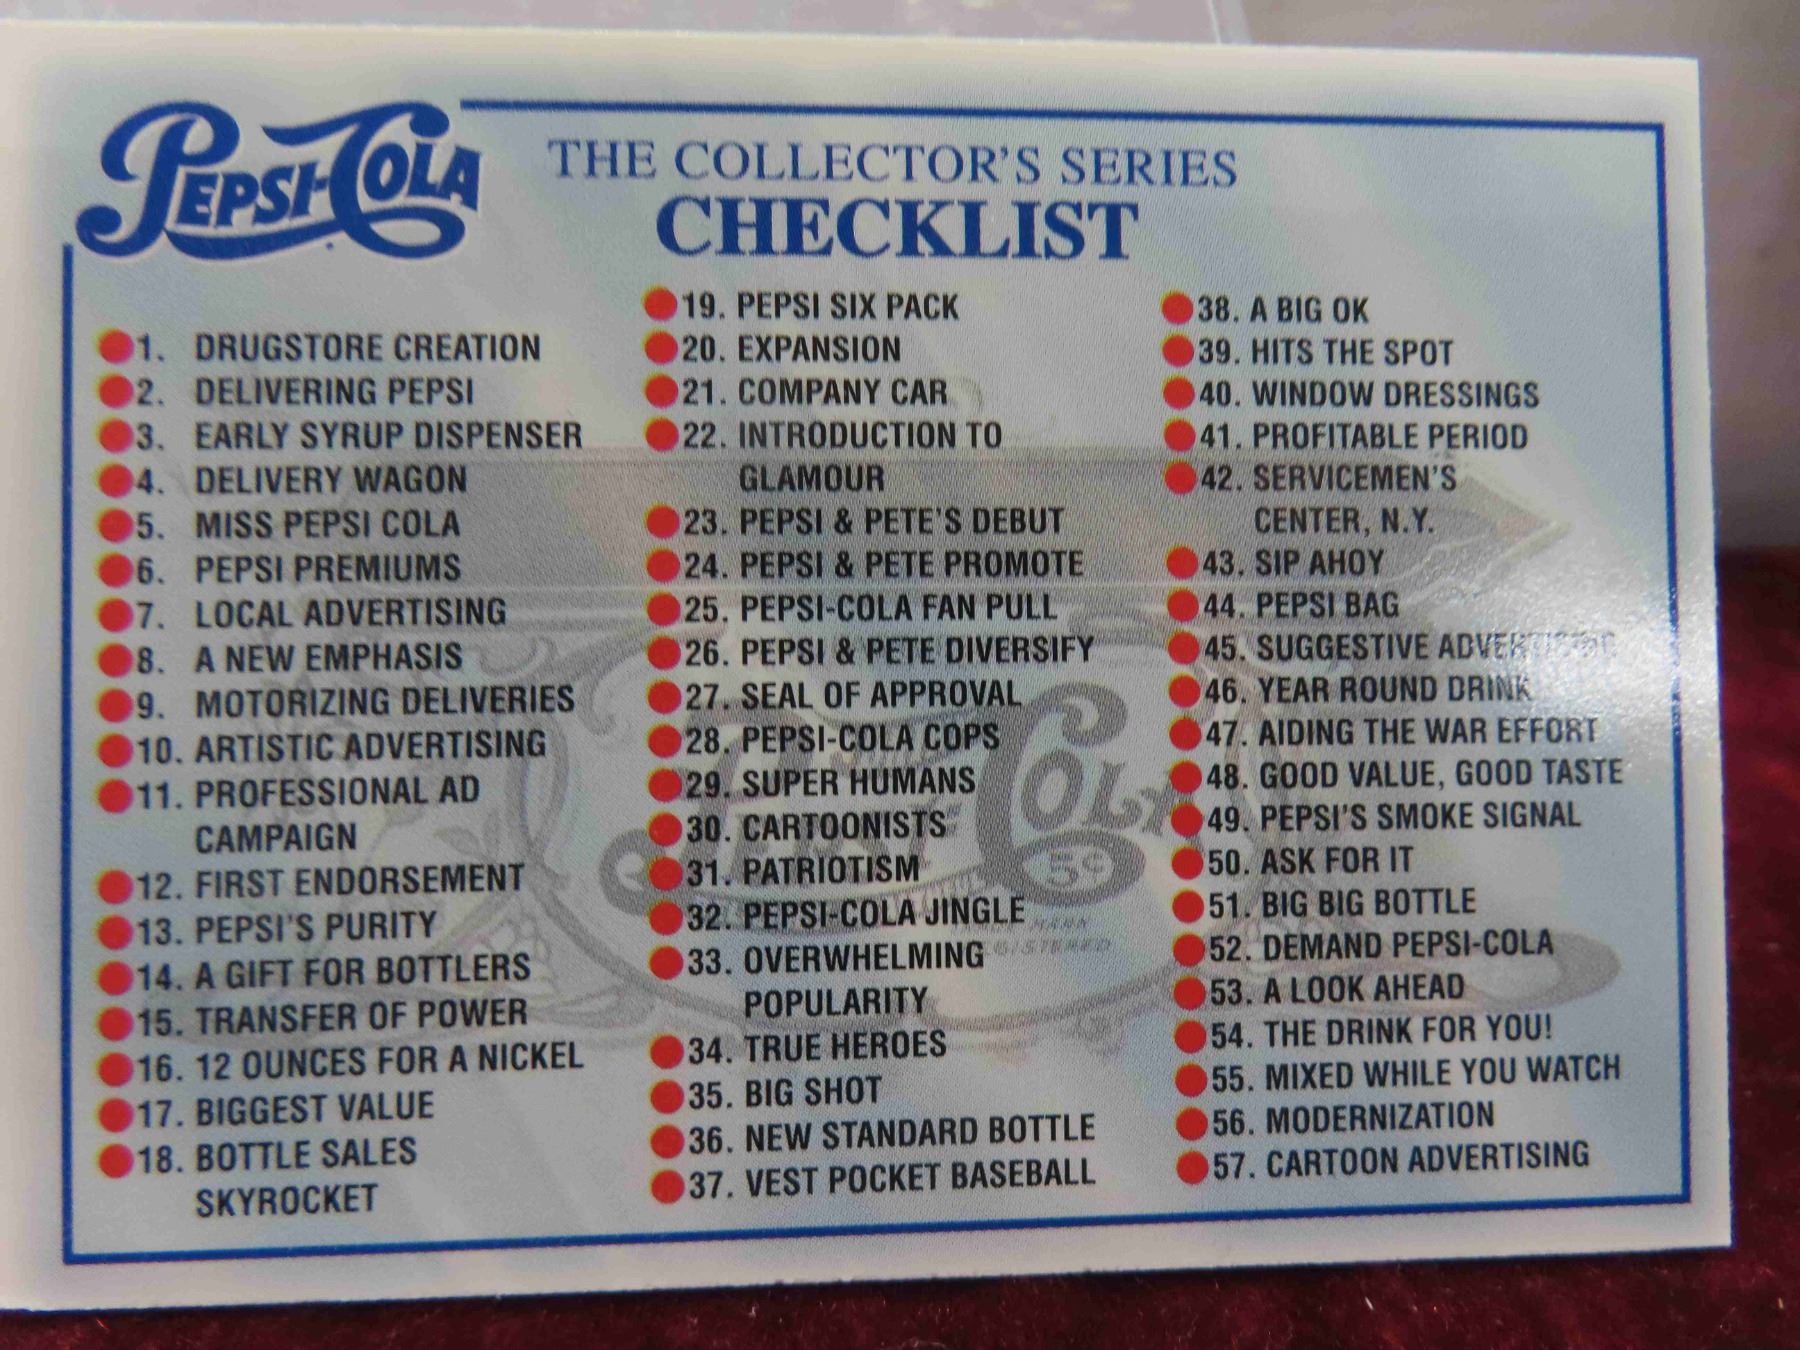 PEPSI-COLA
THE COLLECTOR'S SERIES
CHECKLIST
1. DRUGSTORE CREATION
2. DELIVERING PEPSI
3. EARLY SYRUP DISPENSER
4. DELIVERY WAGON
5. MISS PEPSI COLA
6. PEPSI PREMIUMS
7. LOCAL ADVERTISING
8. A NEW EMPHASIS
9. MOTORIZING DELIVERIES
10. ARTISTIC ADVERTISING
11. PROFESSIONAL AD
CAMPAIGN
12. FIRST ENDORSEMENT
13. PEPSI'S PURITY
14. A GIFT FOR BOTTLERS
15. TRANSFER OF POWER
16. 12 OUNCES FOR A NICKEL
17. BIGGEST VALUE
18. BOTTLE SALES
SKYROCKET
19. PEPSI SIX PACK
20. EXPANSION
21. COMPANY CAR
22. INTRODUCTION TO
GLAMOUR
23. PEPSI & PETE'S DEBUT
24. PEPSI & PETE PROMOTE
25. PEPSI-COLA FAN PULL
26. PEPSI & PETE DIVERSIFY
27. SEAL OF APPROVAL
28. PEPSI-COLA COPS
29. SUPER HUMANS
30. CARTOONISTS
31. PATRIOTISM
32. PEPSI-COLA JINGLE
33. OVERWHELMING
POPULARITY
34. TRUE HEROES
35. BIG SHOT
36. NEW STANDARD BOTTLE
37. VEST POCKET BASEBALL
38. A BIG OK
39. HITS THE SPOT
40. WINDOW DRESSINGS
41. PROFITABLE PERIOD
42. SERVICEMEN'S
CENTER, N.Y.
43. SIP AHOY
44. PEPSI BAG
45. SUGGESTIVE ADVERTISING
46. YEAR ROUND DRINK
47. AIDING THE WAR EFFORT
48. GOOD VALUE, GOOD TASTE
49. PEPSI'S SMOKE SIGNAL
50. ASK FOR IT
51. BIG BIG BOTTLE
52. DEMAND PEPSI-COLA
53. A LOOK AHEAD
54. THE DRINK FOR YOU!
55. MIXED WHILE YOU WATCH
56. MODERNIZATION
57. CARTOON ADVERTISING
COLA
5¢